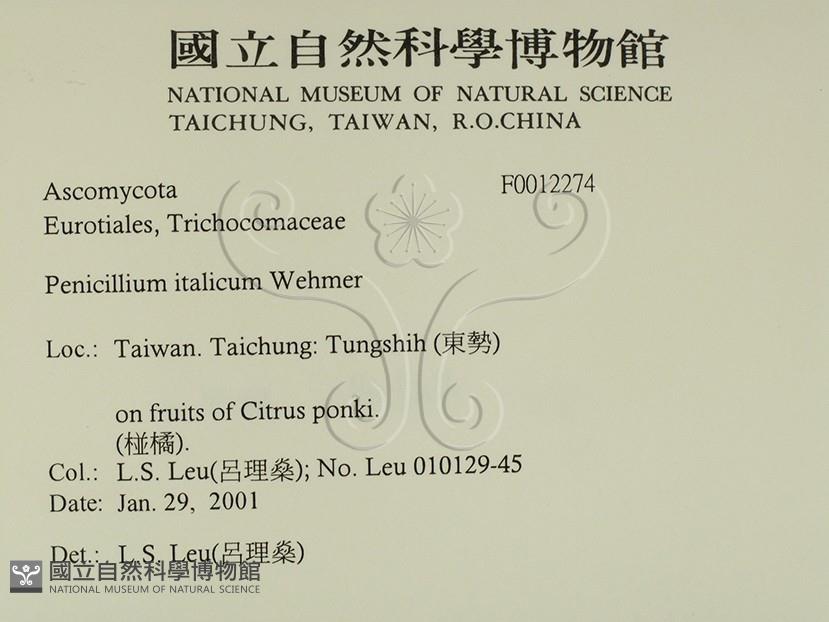 國立自然科學博物館
NATIONAL MUSEUM OF NATURAL SCIENCE
TAICHUNG, TAIWAN, R.O.CHINA
Ascomycota F0012274
Eurotiales, Trichocomaceae
Penicillium italicum Wehmer
Loc.: Taiwan. Taichung: Tungshih (東勢)
on fruits of Citrus ponki.
(椪橘).
Col.: L.S. Leu(呂理燊); No. Leu 010129-45
Date: Jan. 29, 2001
Det.: L.S. Leu(呂理燊)
國立自然科學博物館
NATIONAL MUSEUM OF NATURAL SCIENCE